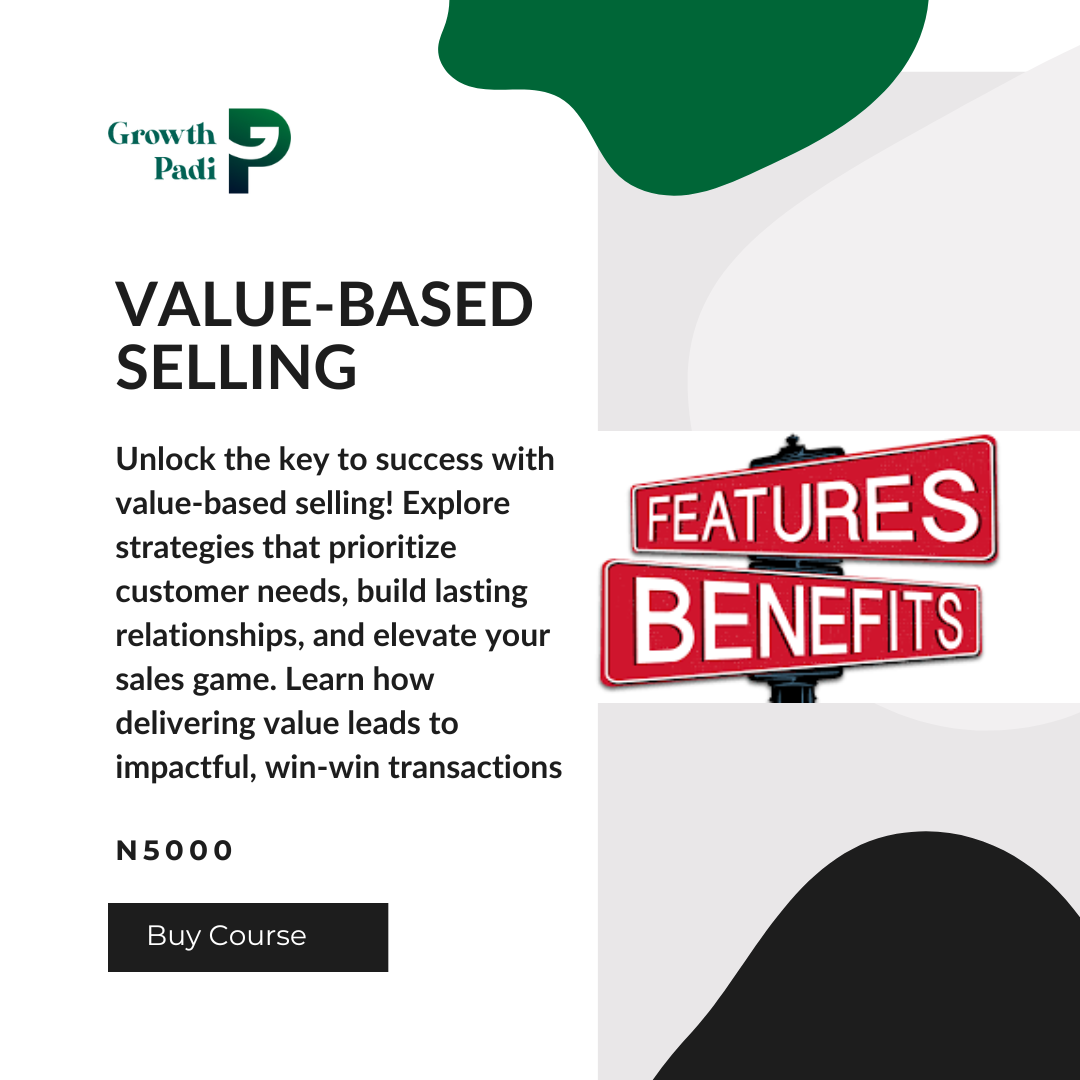 Growth
Padi
VALUE-BASED
SELLING
Unlock the key to success with
value-based selling! Explore
strategies that prioritize
customer needs, build lasting
relationships, and elevate your
sales game. Learn how
delivering value leads to
impactful, win-win transactions
FEATURES
BENEFITS
N5000
Buy Course